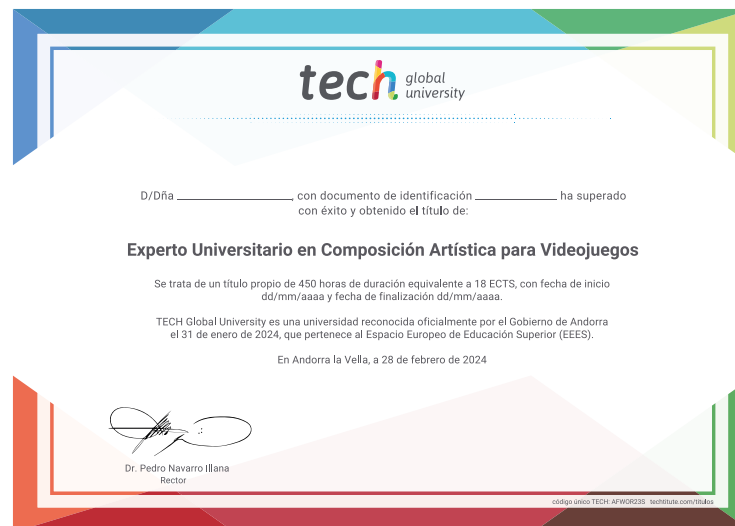 tech global
university
D/Dña ______________, con documento de identificación __________ ha superado
con éxito y obtenido el título de:
Experto Universitario en Composición Artística para Videojuegos
Se trata de un título propio de 450 horas de duración equivalente a 18 ECTS, con fecha de inicio
dd/mm/aaaa y fecha de finalización dd/mm/aaaa.
TECH Global University es una universidad reconocida oficialmente por el Gobierno de Andorra
el 31 de enero de 2024, que pertenece al Espacio Europeo de Educación Superior (EEES).
En Andorra la Vella, a 28 de febrero de 2024
Dr. Pedro Navarro Illana
Rector
código único TECH: AFWOR23S techtitute.com/titulos